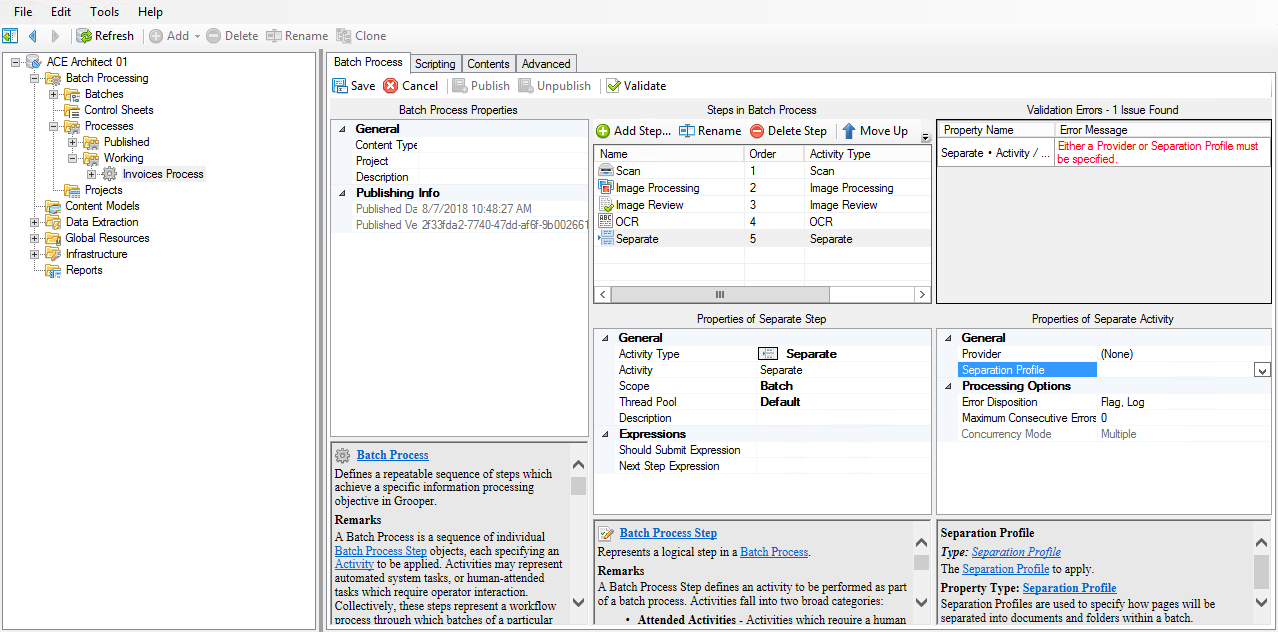 File Edit Tools Help
Refresh Add Delete Rename Clone
ACE Architect 01
Batch Processing
Batches
Control Sheets
Processes
Published
Working
Invoices Process
Projects
Content Models
Data Extraction
Global Resources
Infrastructure
Reports
Batch Process Scripting Contents Advanced
Save Cancel Publish Unpublish Validate
Batch Process Properties
General
Content Type
Project
Description
Publishing Info
Published Da 8/7/2018 10:48:27 AM
Published Ve 2f33fda2-7740-47dd-af6f-9b002661
Batch Process
Defines a repeatable sequence of steps which
achieve a specific information processing
objective in Grooper.
Remarks
A Batch Process is a sequence of individual
Batch Process Step objects, each specifying an
Activity to be applied. Activities may represent
automated system tasks, or human-attended
tasks which require operator interaction.
Collectively, these steps represent a workflow
process through which batches of a particular
Steps in Batch Process
Add Step... Rename Delete Step Move Up
Name Order Activity Type
Scan 1 Scan
Image Processing 2 Image Processing
Image Review 3 Image Review
OCR 4 OCR
Separate 5 Separate
Properties of Separate Step
General
Activity Type Separate
Activity Separate
Scope Batch
Thread Pool Default
Description
Expressions
Should Submit Expression
Next Step Expression
Batch Process Step
Represents a logical step in a Batch Process.
Remarks
A Batch Process Step defines an activity to be performed as part
of a batch process. Activities fall into two broad categories:
• Attended Activities - Activities which require a human
Validation Errors - 1 Issue Found
Property Name Error Message
Separate • Activity / ... Either a Provider or Separation Profile must
be specified.
Properties of Separate Activity
General
Provider (None)
Separation Profile
Processing Options
Error Disposition Flag, Log
Maximum Consecutive Errors 0
Concurrency Mode Multiple
Separation Profile
Type: Separation Profile
The Separation Profile to apply.
Property Type: Separation Profile
Separation Profiles are used to specify how pages will be
separated into documents and folders within a batch.